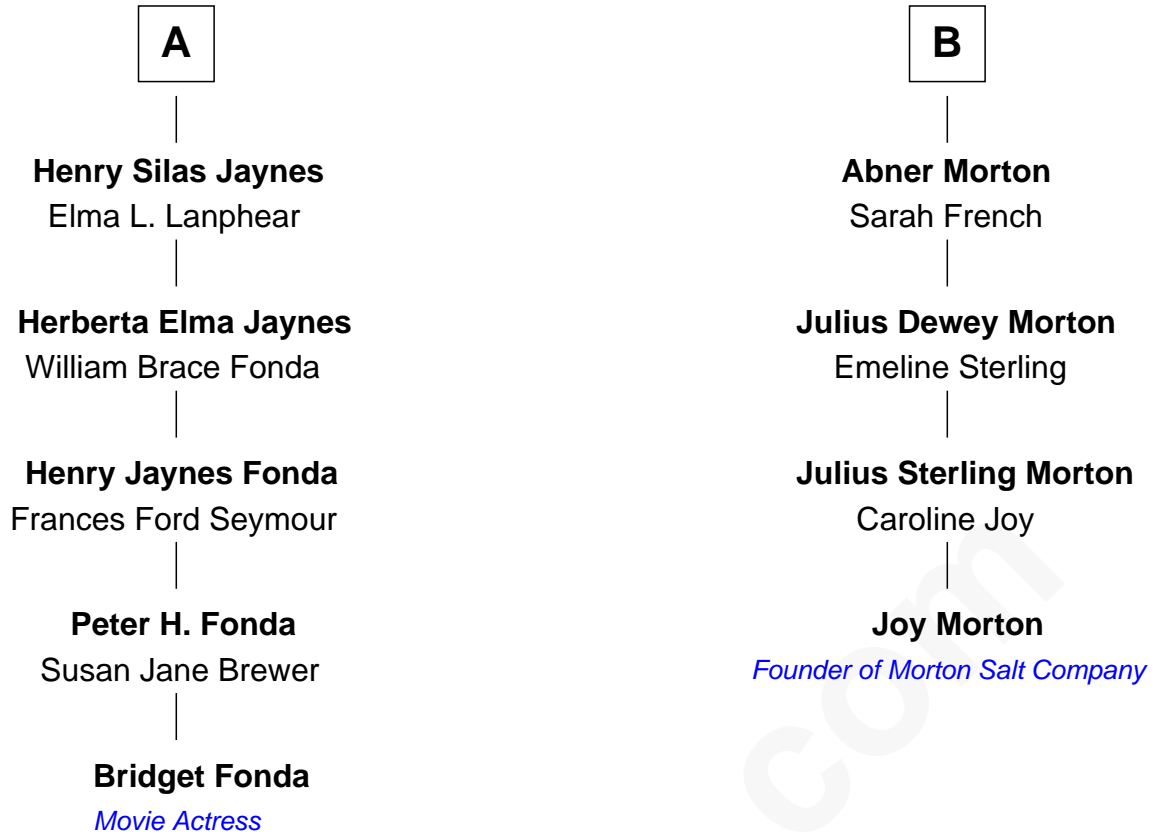 A
Henry Silas Jaynes
Elma L. Lanphear
Herberta Elma Jaynes
William Brace Fonda
Henry Jaynes Fonda
Frances Ford Seymour
Peter H. Fonda
Susan Jane Brewer
Bridget Fonda
Movie Actress
B
Abner Morton
Sarah French
Julius Dewey Morton
Emeline Sterling
Julius Sterling Morton
Caroline Joy
Joy Morton
Founder of Morton Salt Company
com